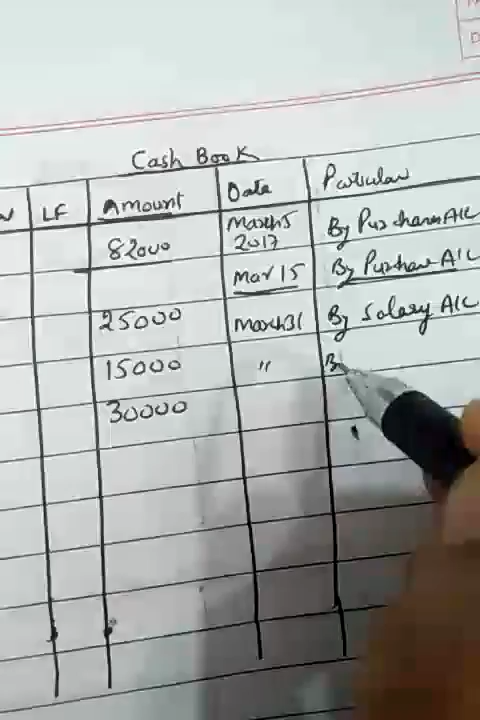 Cash Book
LF Amount Date Particular
82000 March 5 2017 By Purchase A/C
Mar 15 By Purchase A/C
25000 March 31 By Salary A/C
15000 " B
30000